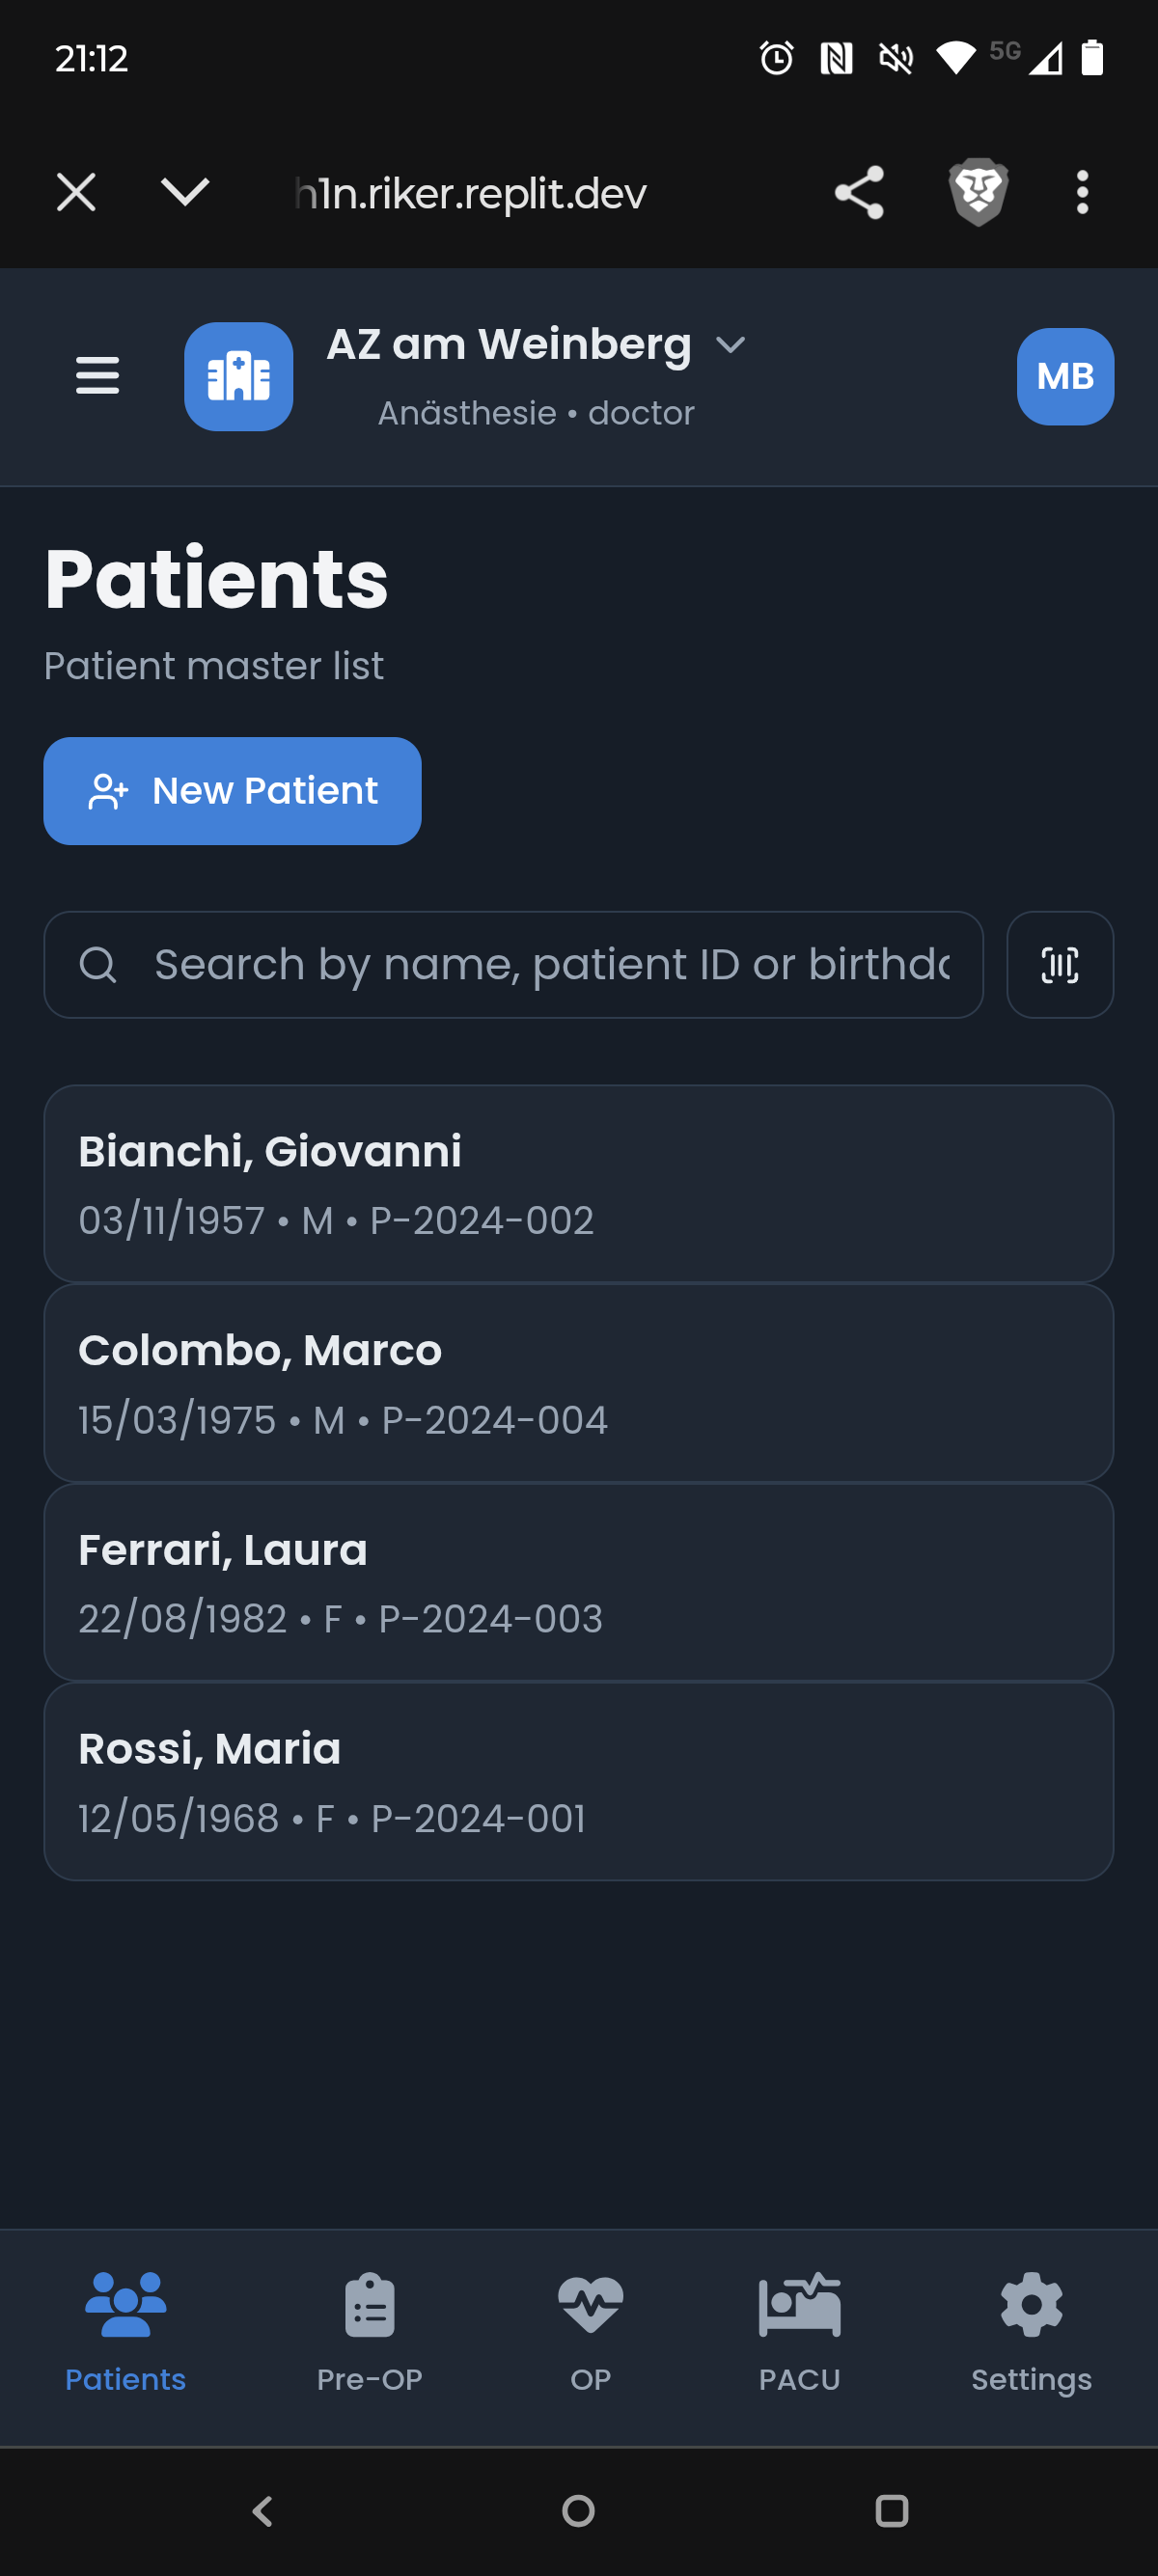 21:12
5G
h1n.riker.replit.dev
AZ am Weinberg
Anästhesie • doctor
MB
Patients
Patient master list
New Patient
Search by name, patient ID or birthd
Bianchi, Giovanni
03/11/1957 • M • P-2024-002
Colombo, Marco
15/03/1975 • M • P-2024-004
Ferrari, Laura
22/08/1982 • F • P-2024-003
Rossi, Maria
12/05/1968 • F • P-2024-001
Patients
Pre-OP
OP
PACU
Settings